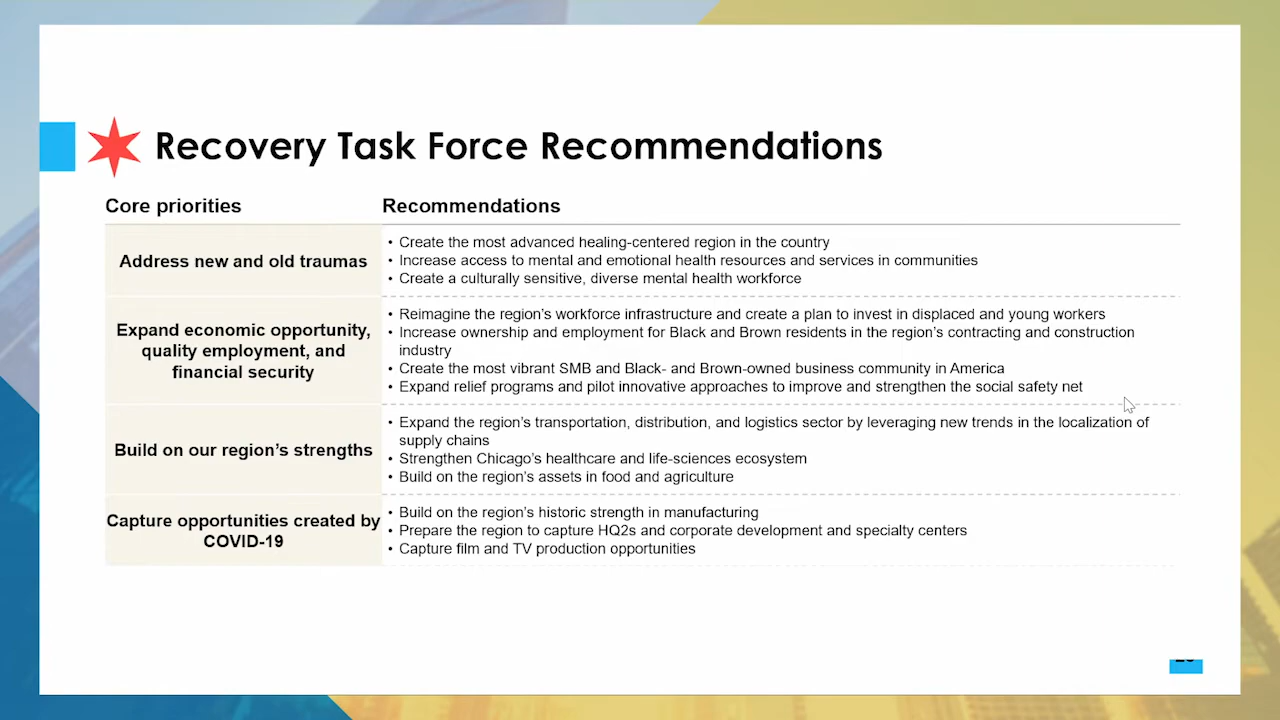 Recovery Task Force Recommendations
Core priorities
Recommendations
Address new and old traumas
• Create the most advanced healing-centered region in the country
• Increase access to mental and emotional health resources and services in communities
• Create a culturally sensitive, diverse mental health workforce
Expand economic opportunity,
quality employment, and
financial security
• Reimagine the region's workforce infrastructure and create a plan to invest in displaced and young workers
• Increase ownership and employment for Black and Brown residents in the region's contracting and construction
industry
• Create the most vibrant SMB and Black- and Brown-owned business community in America
• Expand relief programs and pilot innovative approaches to improve and strengthen the social safety net
Build on our region's strengths
• Expand the region's transportation, distribution, and logistics sector by leveraging new trends in the localization of
supply chains
• Strengthen Chicago's healthcare and life-sciences ecosystem
• Build on the region's assets in food and agriculture
Capture opportunities created by
COVID-19
• Build on the region's historic strength in manufacturing
• Prepare the region to capture HQ2s and corporate development and specialty centers
• Capture film and TV production opportunities